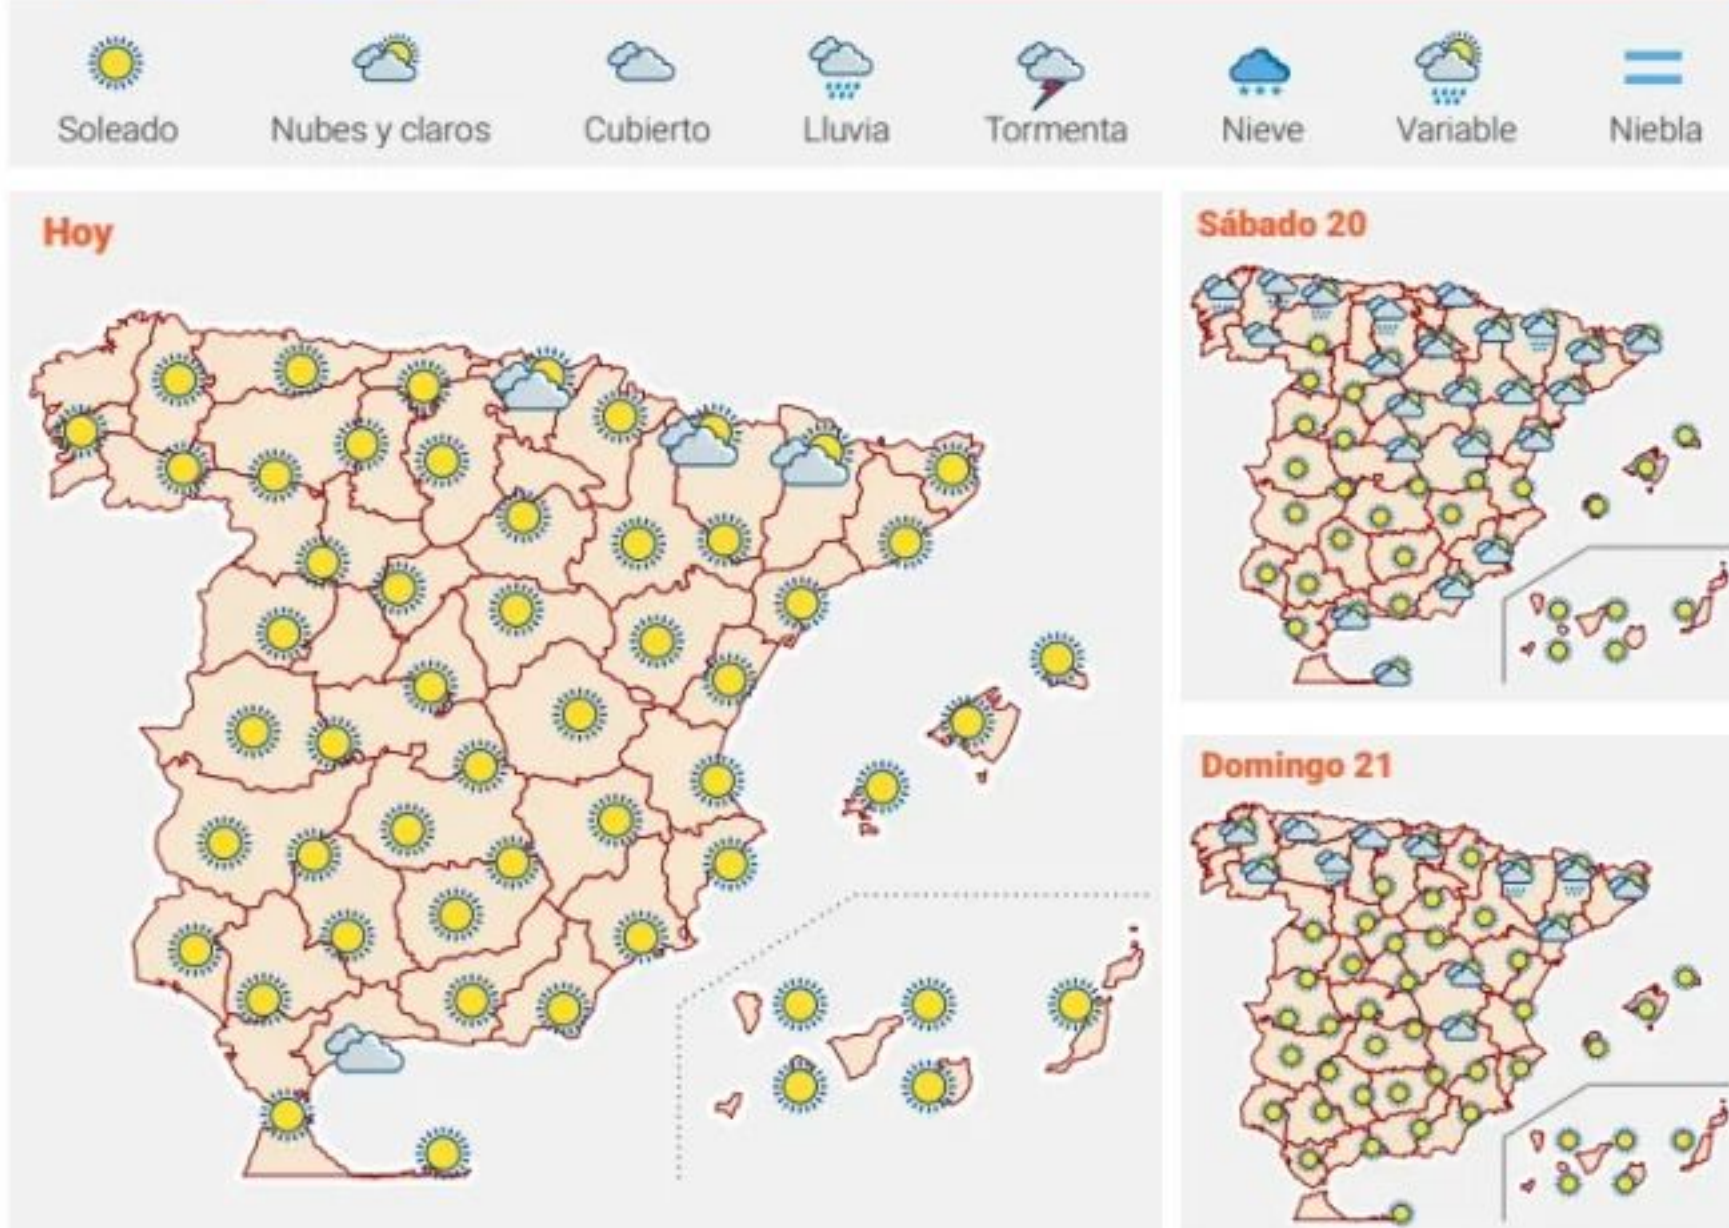 Soleado Nubes y claros Cubierto Lluvia Tormenta Nieve Variable Niebla
Hoy
Sábado 20
Domingo 21